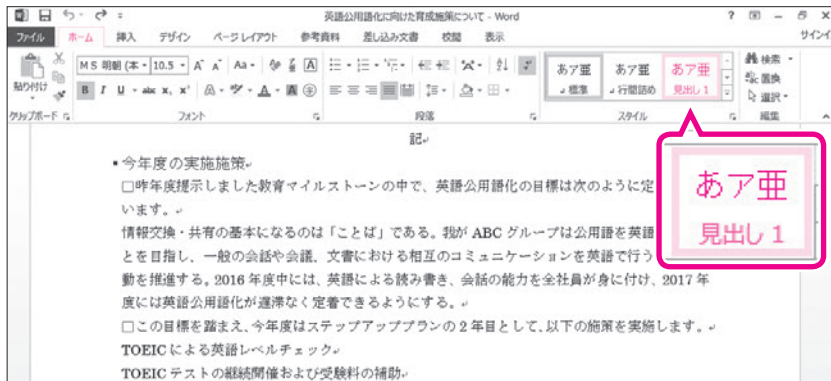 英語公用語化に向けた育成施策について - Word
ファイル ホーム 挿入 デザイン ページレイアウト 参考資料 差し込み文書 校閲 表示 サインイ
貼り付け
MS 明朝 (本 10.5 A A Aa
B I U abc x₂ x² A A A
あア亜 標準
あア亜 行間詰め
あア亜 見出し 1
検索
置換
選択
クリップボード フォント 段落 スタイル 編集
記
あア亜
見出し 1
▪今年度の実施施策
□昨年度提示しました教育マイルストーンの中で、英語公用語化の目標は次のように定
います。
情報交換・共有の基本になるのは「ことば」である。我が ABC グループは公用語を英語
とを目指し、一般の会話や会議、文書における相互のコミュニケーションを英語で行う
動を推進する。2016 年度中には、英語による読み書き、会話の能力を全社員が身に付け、2017 年
度には英語公用語化が遅滞なく定着できるようにする。
□この目標を踏まえ、今年度はステップアッププランの 2 年目として、以下の施策を実施します。
TOEIC による英語レベルチェック
TOEIC テストの継続開催および受験料の補助